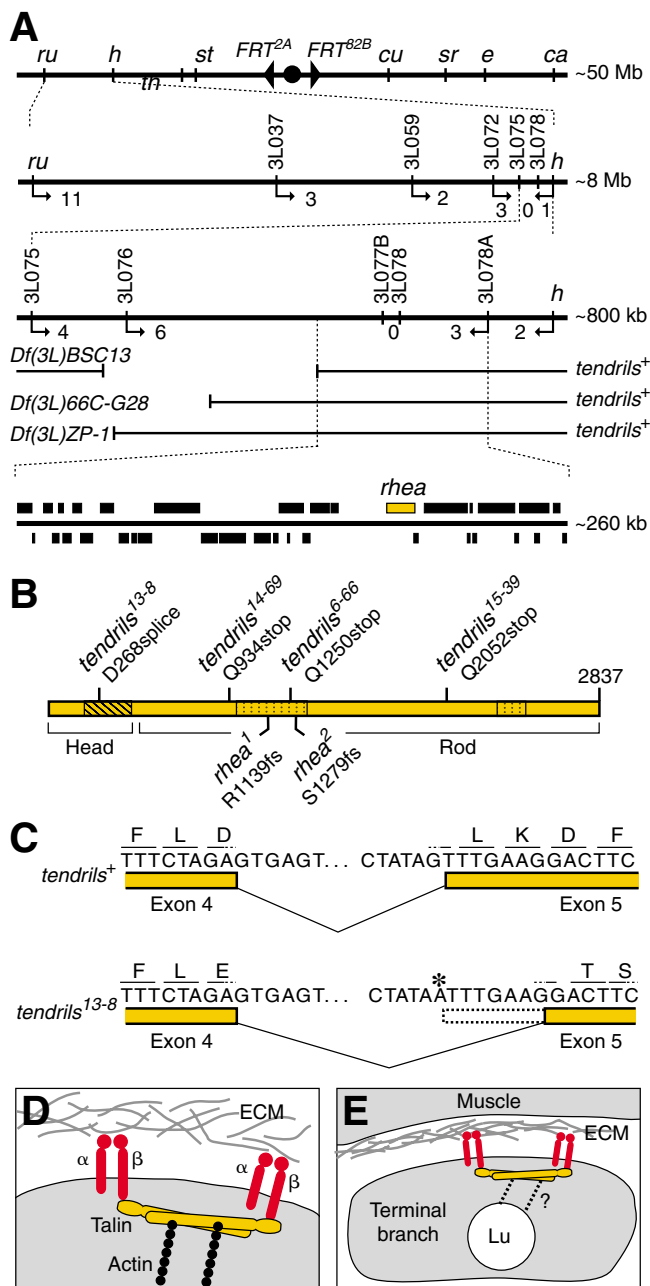 A
ru h th st FRT2A FRT82B cu sr e ca
~50 Mb
ru 3L037 3L059 3L072 3L075 3L078 h
~8 Mb
11 3 2 3 0 1
3L075 3L076 3L077B 3L078 3L078A h
~800 kb
4 6 0 3 2
Df(3L)BSC13 tendrils+
Df(3L)66C-G28 tendrils+
Df(3L)ZP-1 tendrils+
rhea
~260 kb
B
tendrils13-8 D268splice
tendrils14-69 Q934stop
tendrils6-66 Q1250stop
tendrils15-39 Q2052stop
2837
Head Rod
rhea1 R1139fs
rhea2 S1279fs
C
F L D L K D F
tendrils+ TTTCTAGAGTGAGT... CTATAGTTTGAAGGACTTC
Exon 4 Exon 5
F L E * T S
tendrils13-8 TTTCTAGAGTGAGT... CTATAATTTGAAGGACTTC
Exon 4 Exon 5
D
ECM
α β α β
Talin
Actin
E
Muscle
ECM
Terminal
branch
?
Lu